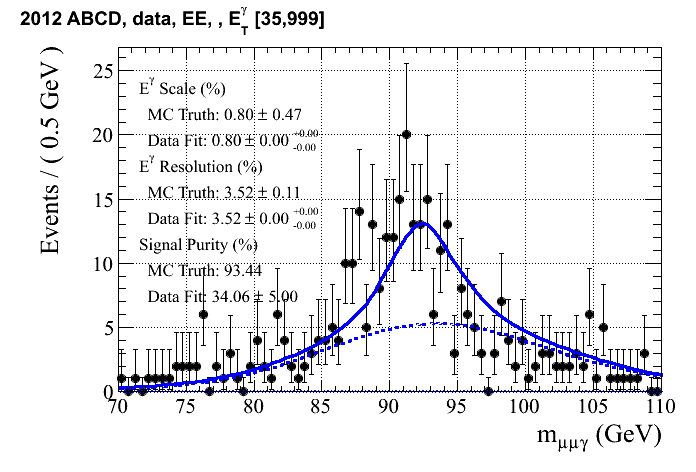 2012 ABCD, data, EE, , E_T^γ [35,999]
Events / ( 0.5 GeV )
25
20
15
10
5
0
E^γ Scale (%)
MC Truth: 0.80 ± 0.47
Data Fit: 0.80 ± 0.00 +0.00 -0.00
E^γ Resolution (%)
MC Truth: 3.52 ± 0.11
Data Fit: 3.52 ± 0.00 +0.00 -0.00
Signal Purity (%)
MC Truth: 93.44
Data Fit: 34.06 ± 5.00
70 75 80 85 90 95 100 105 110
m_μμγ (GeV)